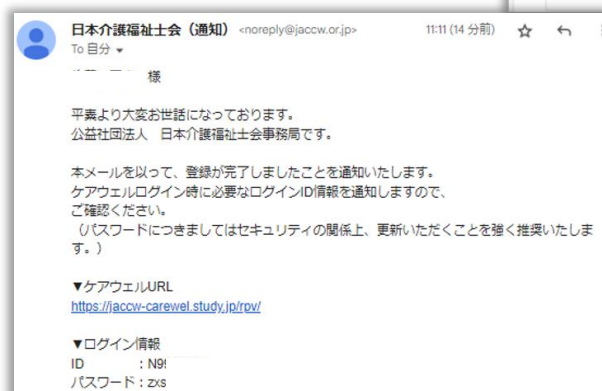 日本介護福祉士会（通知） <noreply@jaccw.or.jp> 11:11 (14 分前)
To 自分
様
平素より大変お世話になっております。
公益社団法人　日本介護福祉士会事務局です。
本メールを以って、登録が完了しましたことを通知いたします。
ケアウェルログイン時に必要なログインID情報を通知しますので、
ご確認ください。
（パスワードにつきましてはセキュリティの関係上、更新いただくことを強く推奨いたしま
す。）
▼ケアウェルURL
https://jaccw-carewel.study.jp/rpv/
▼ログイン情報
ID　　　：N9
パスワード：zxs